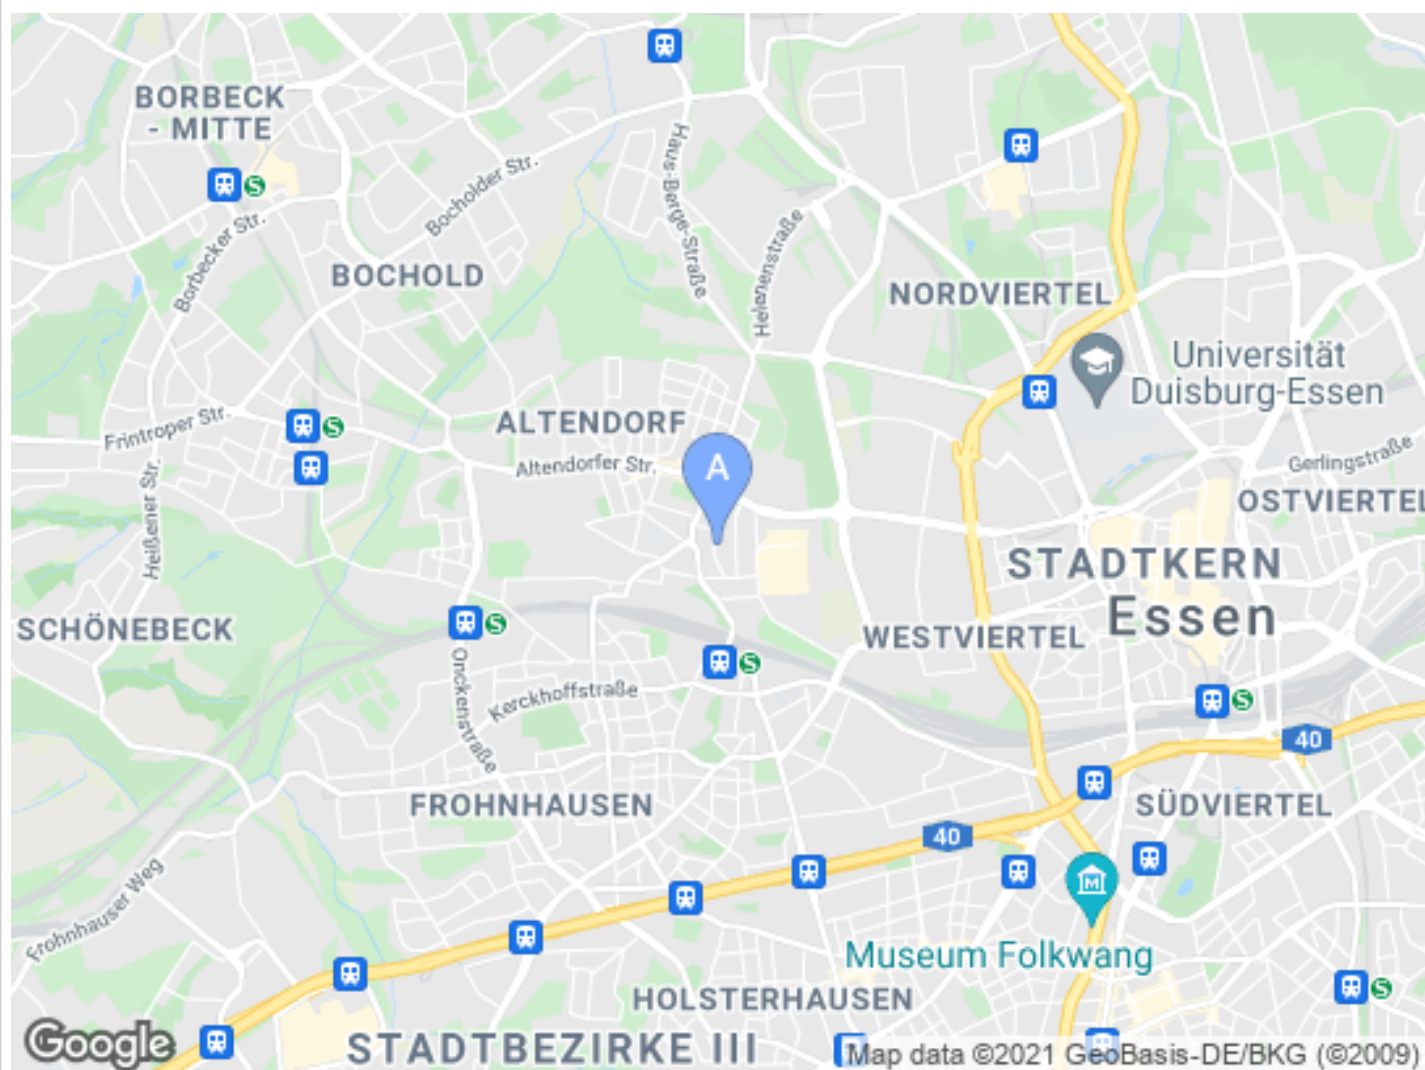 BORBECK
- MITTE
S
Bocholder Str.
Haus-Berge-Straße
Helenenstraße
Borbecker Str.
BOCHOLD
NORDVIERTEL
Universität
Duisburg-Essen
ALTENDORF
Frintroper Str.
S
Altendorfer Str.
A
Gerlingstraße
OSTVIERTEL
Heißener Str.
STADTKERN
Essen
SCHÖNEBECK
S
WESTVIERTEL
S
Kerckhoffstraße
Onckenstraße
S
40
FROHNHAUSEN
SÜDVIERTEL
40
M
Frohnhauser Weg
Museum Folkwang
S
HOLSTERHAUSEN
Google
STADTBEZIRKE III
Map data ©2021 GeoBasis-DE/BKG (©2009)